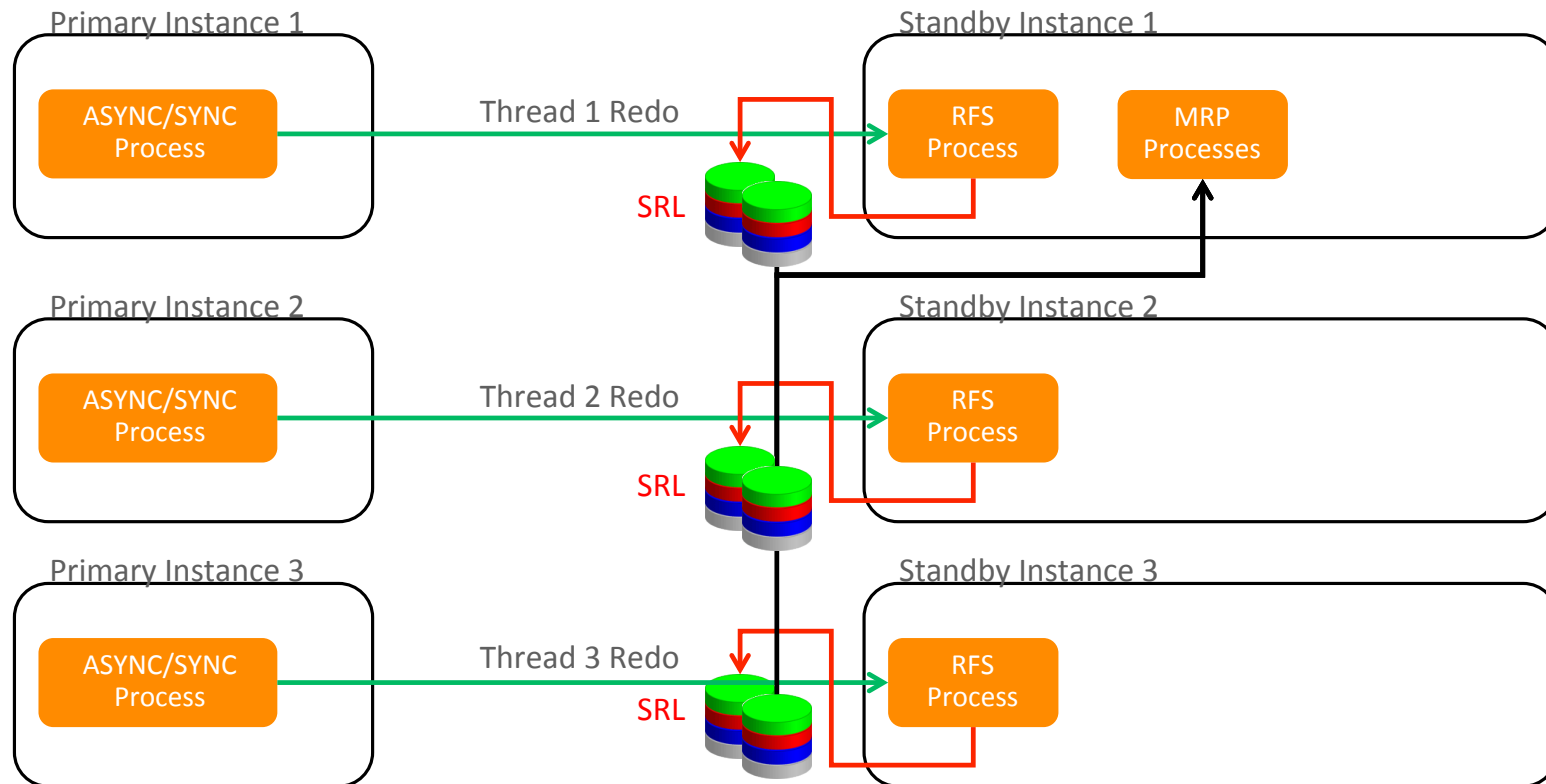 Primary Instance 1
Standby Instance 1
ASYNC/SYNC
Process
Thread 1 Redo
RFS
Process
MRP
Processes
SRL
Primary Instance 2
Standby Instance 2
ASYNC/SYNC
Process
Thread 2 Redo
RFS
Process
SRL
Primary Instance 3
Standby Instance 3
ASYNC/SYNC
Process
Thread 3 Redo
RFS
Process
SRL